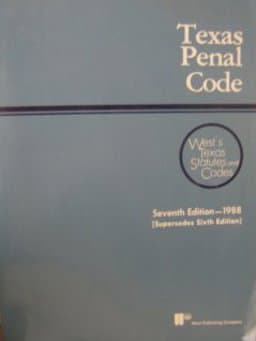 Texas
Penal
Code
West's
Texas
Statutes and
Codes
Seventh Edition—1988
[Supersedes Sixth Edition]
West Publishing Company